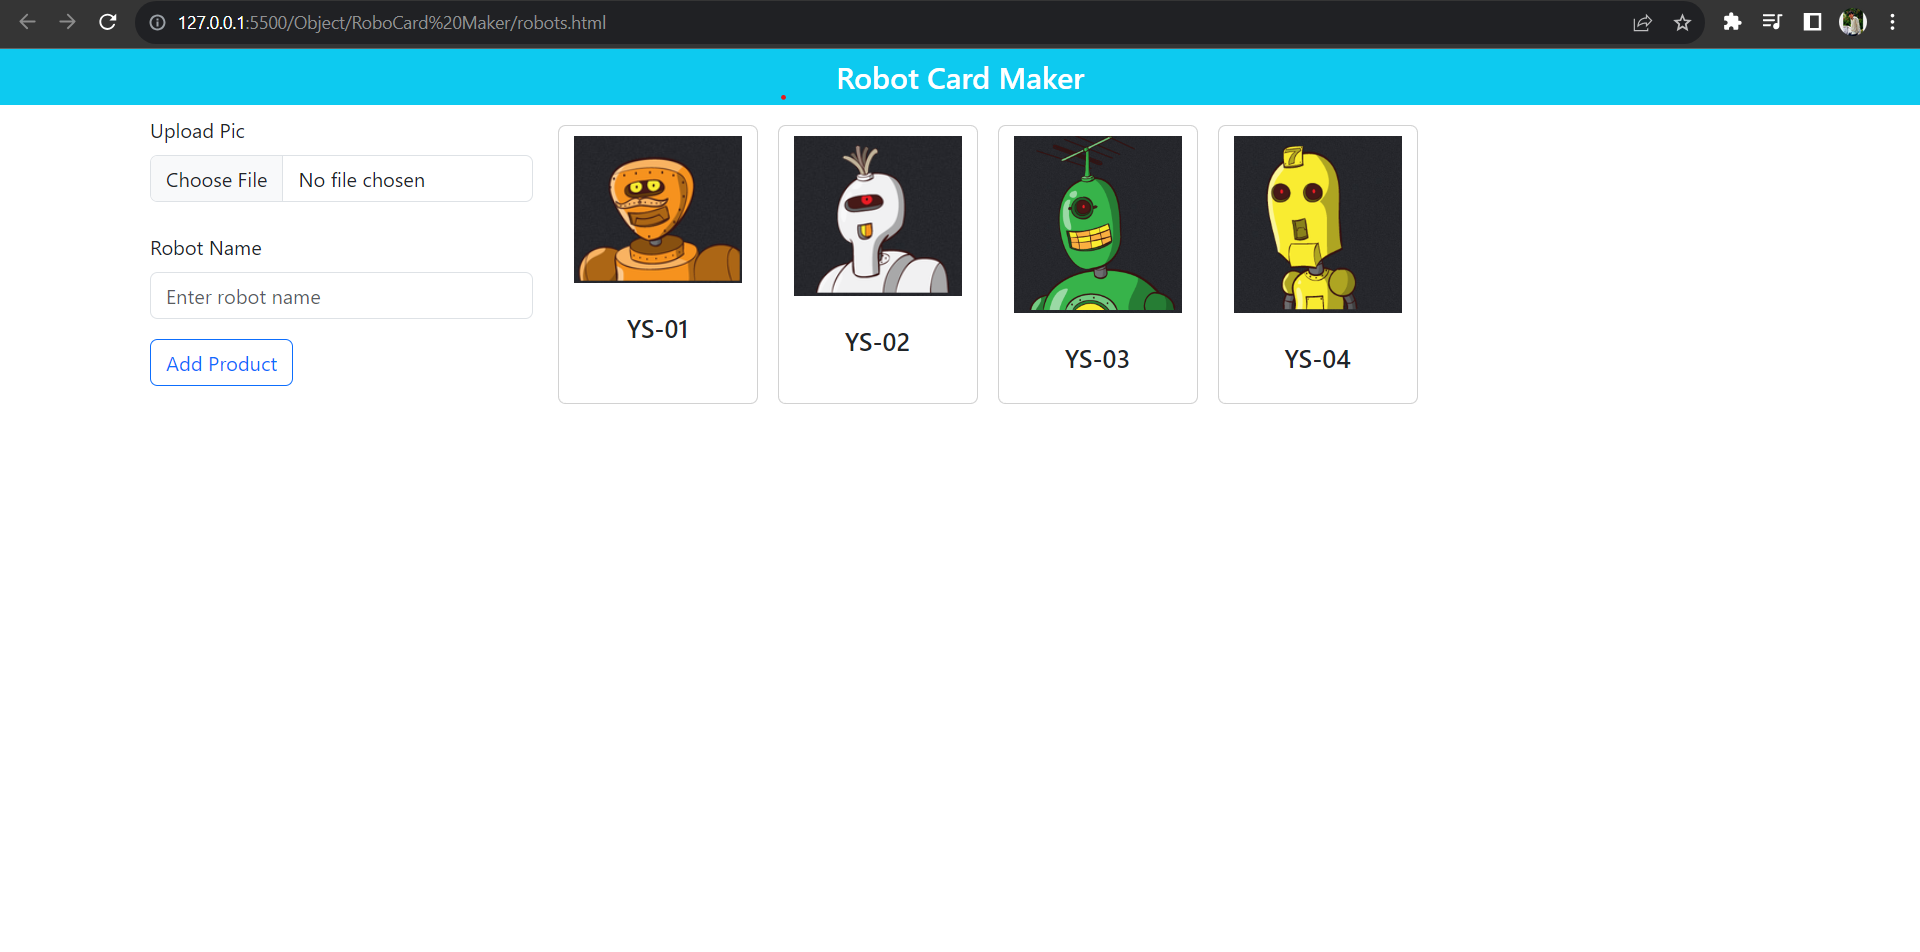 127.0.0.1:5500/Object/RoboCard%20Maker/robots.html
Robot Card Maker
Upload Pic
Choose File No file chosen
Robot Name
Enter robot name
Add Product
7
YS-01
YS-02
YS-03
YS-04